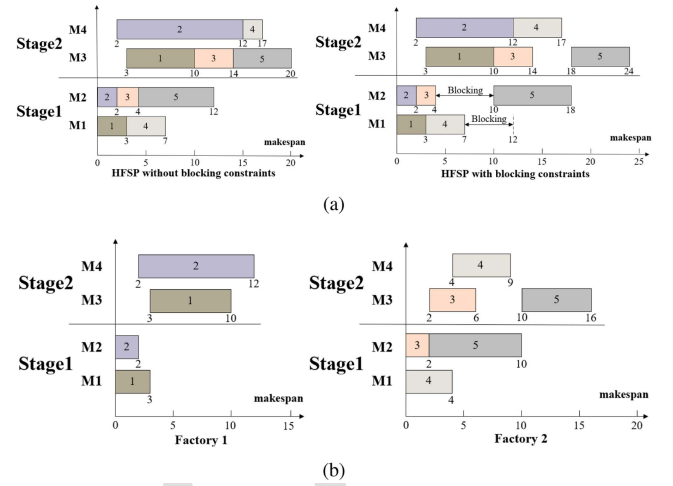 M4 2 4
2 15 17
Stage2
M3 1 3 5
3 10 14 20
M2 2 3 5
2 4 12
Stage1
M1 1 4
3 7
makespan
0 5 10 15 20
HFSP without blocking constraints
M4 2 4
2 12 17
Stage2
M3 1 3 5
3 10 14 18 24
M2 2 3 Blocking 5
2 4 10 18
Stage1
M1 1 4 Blocking
3 7 12
makespan
0 5 10 15 20 25
HFSP with blocking constraints
(a)
M4 2
2 12
Stage2
M3 1
3 10
M2 2
2
Stage1
M1 1
3
makespan
0 5 10 15
Factory 1
M4 4
4 9
Stage2
M3 3 5
2 6 10 16
M2 3 5
2 10
Stage1
M1 4
4
makespan
0 5 10 15 20
Factory 2
(b)